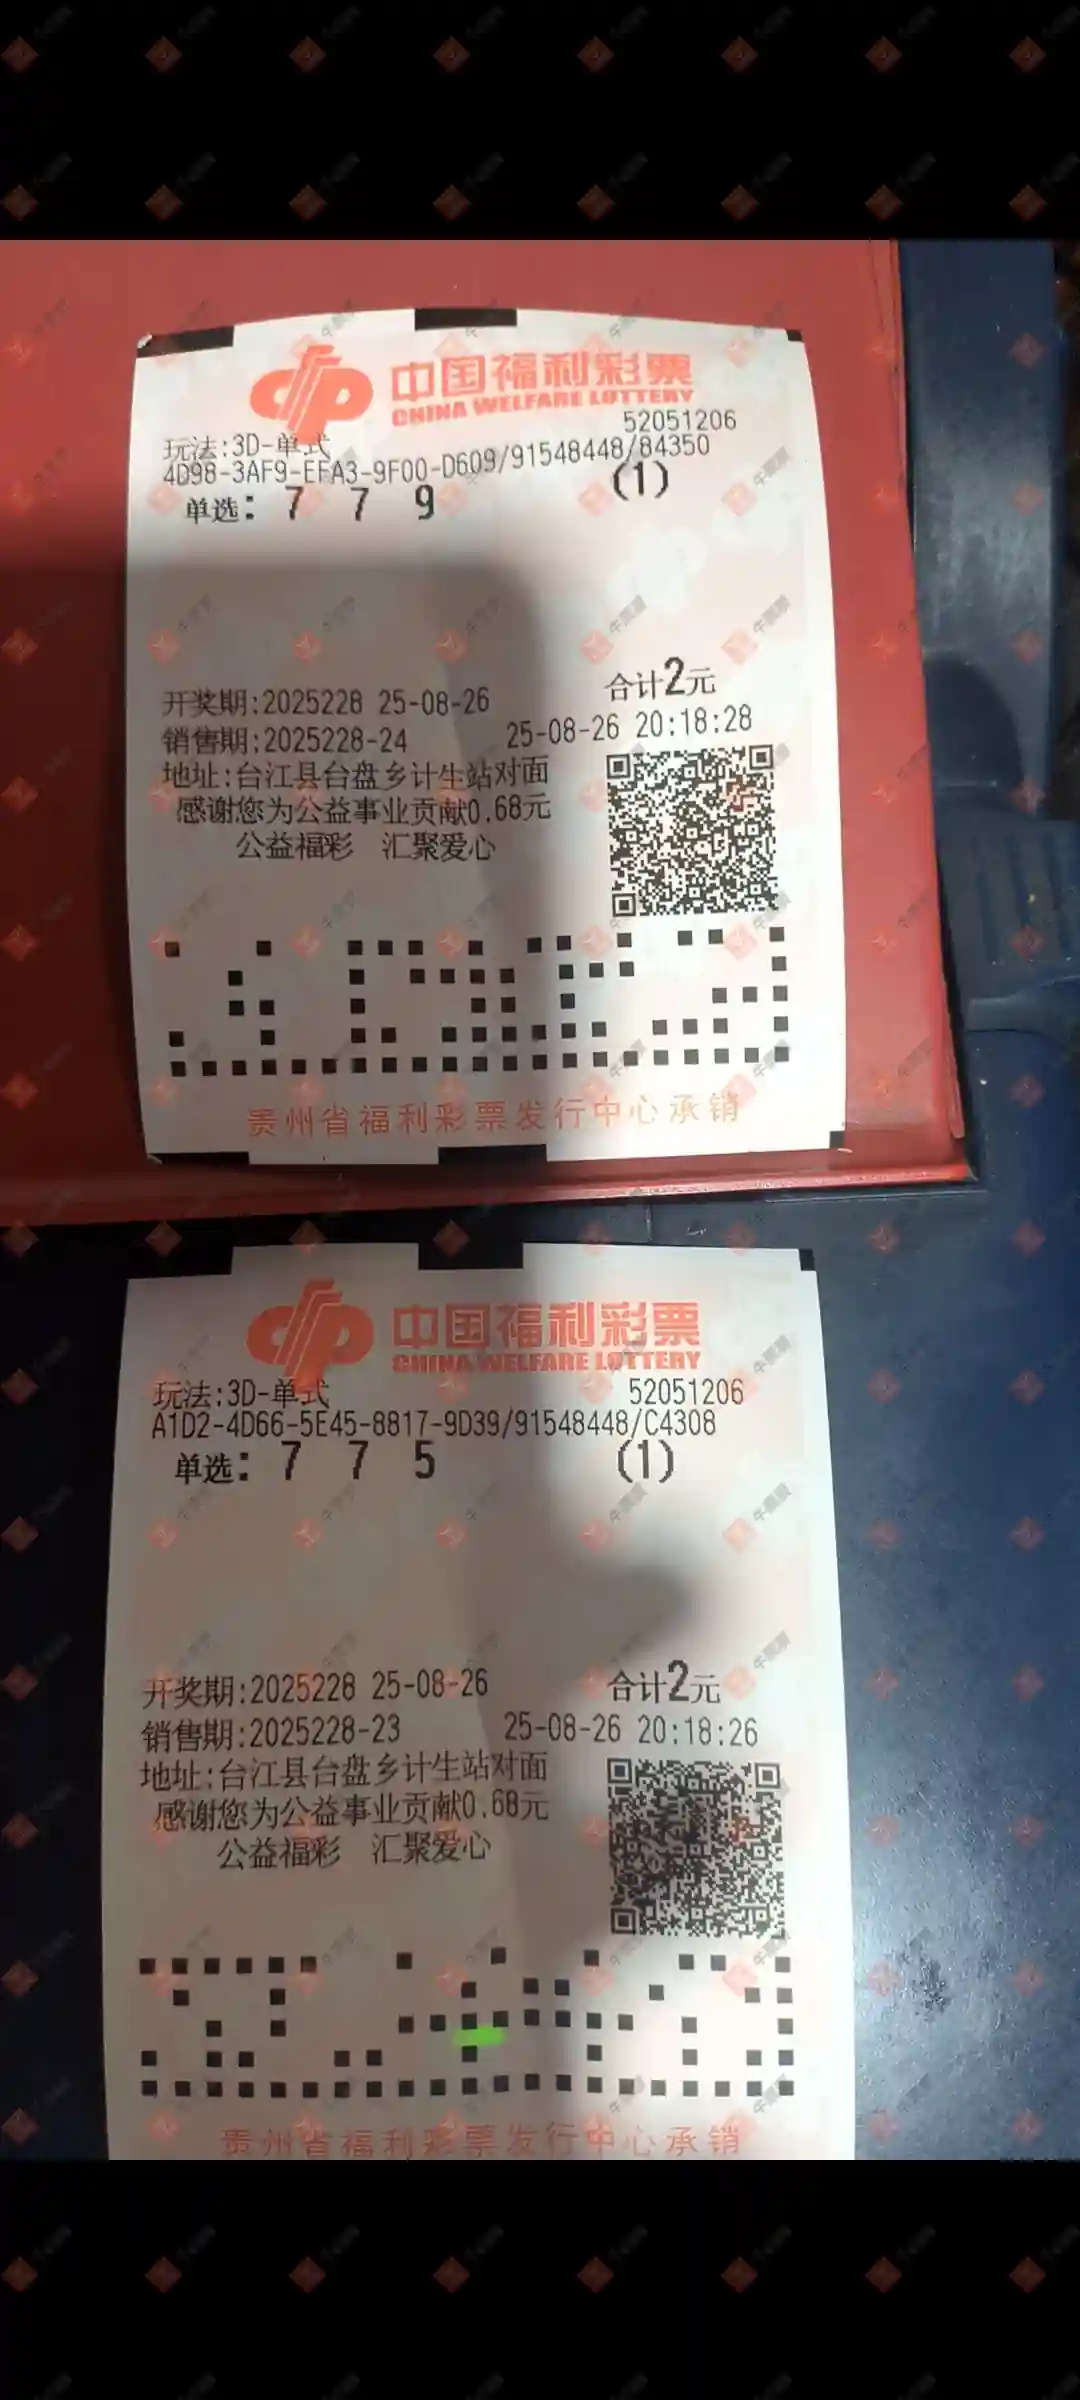 中国福利彩票
CHINA WELFARE LOTTERY
52051206
玩法:3D-单式
4D98-3AF9-EFA3-9F00-D609/91548448/84350
单选: 7 7 9 (1)
合计2元
开奖期:2025228 25-08-26
销售期:2025228-24 25-08-26 20:18:28
地址:台江县台盘乡计生站对面
感谢您为公益事业贡献0.68元
公益福彩 汇聚爱心
贵州省福利彩票发行中心承销
中国福利彩票
CHINA WELFARE LOTTERY
玩法:3D-单式 52051206
A1D2-4D66-5E45-8817-9D39/91548448/C4308
单选: 7 7 5 (1)
开奖期:2025228 25-08-26 合计2元
销售期:2025228-23 25-08-26 20:18:26
地址:台江县台盘乡计生站对面
感谢您为公益事业贡献0.68元
公益福彩 汇聚爱心
贵州省福利彩票发行中心承销